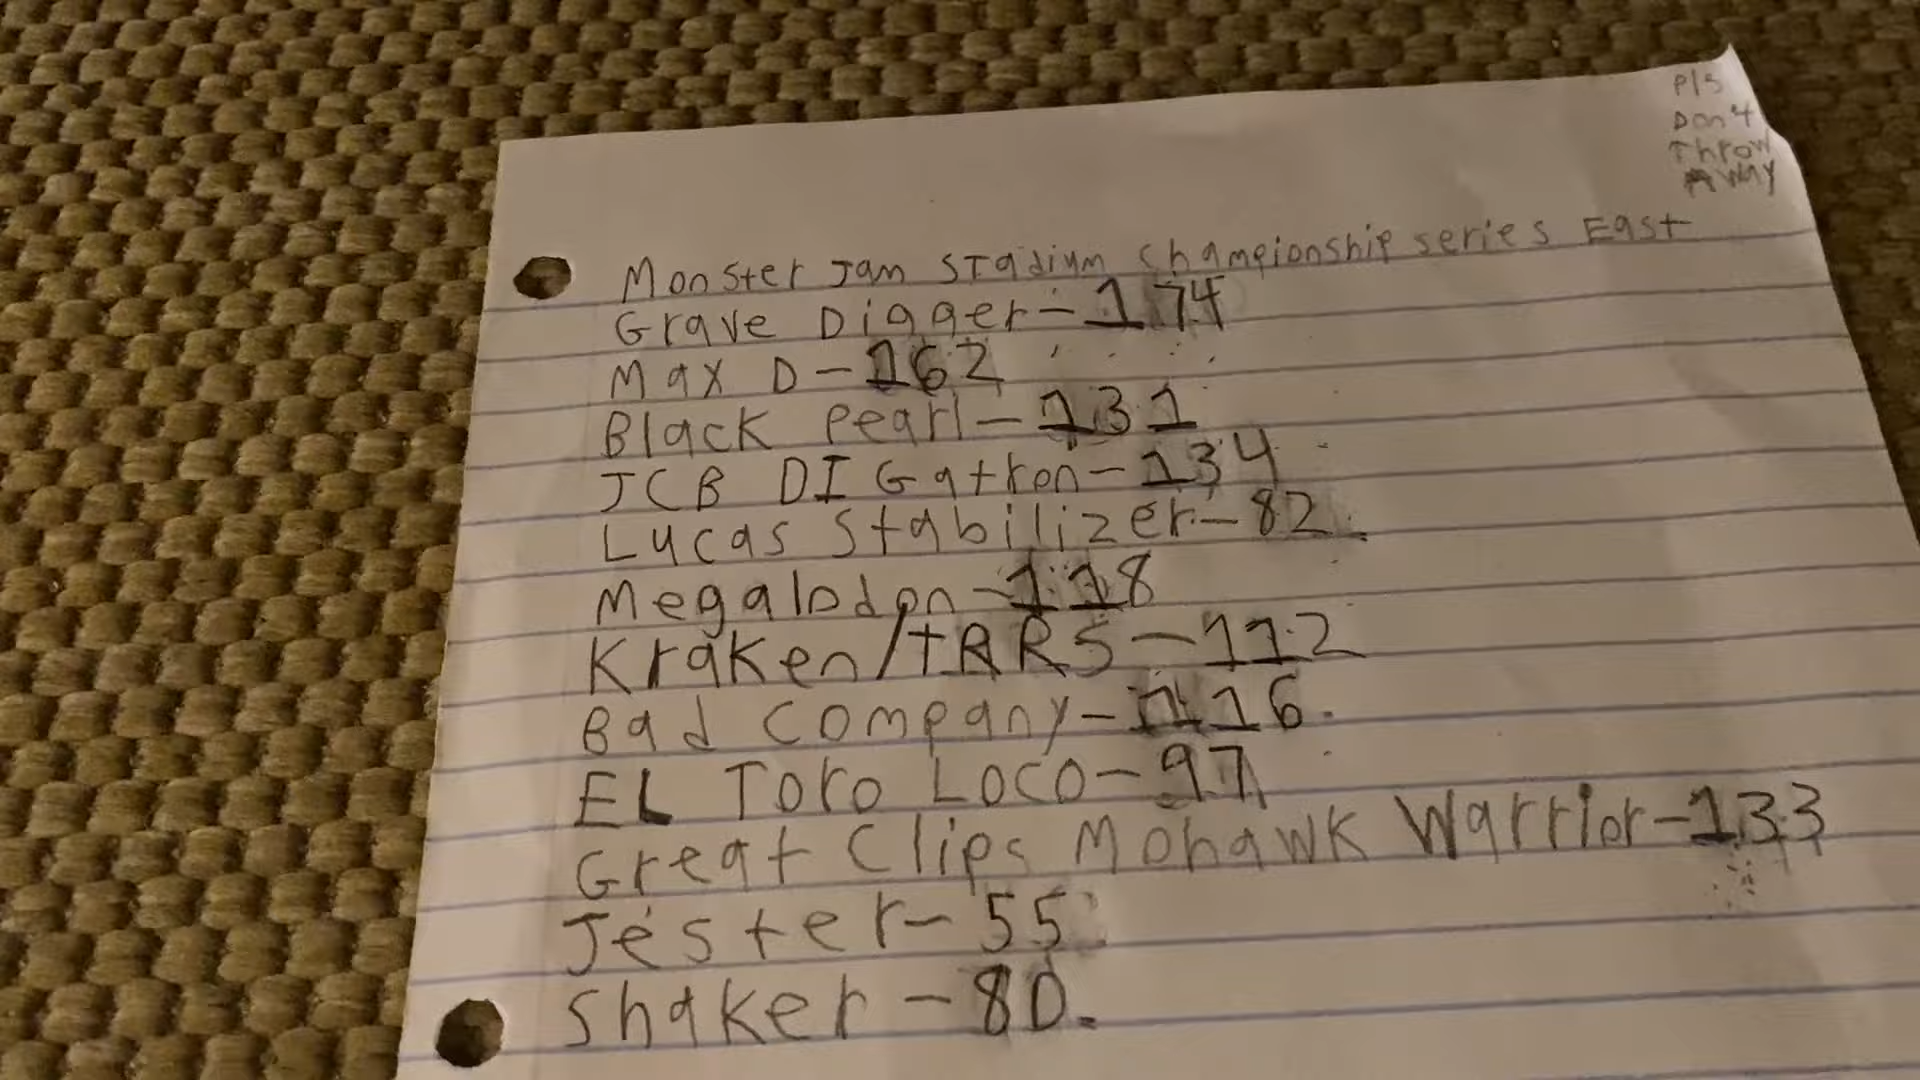 Pls
Don4
Throw
Away
Monster Jam Stadium Championship series East
Grave Digger-174
Max D-162
Black pearl-131
JCB DIGatron-134
Lucas Stabilizer-82
Megalodon-118
Kraken/TRRS-112
Bad Company-116
EL Toro Loco-97
Great Clips Mohawk Warrior-133
Jester-55
Shaker-80